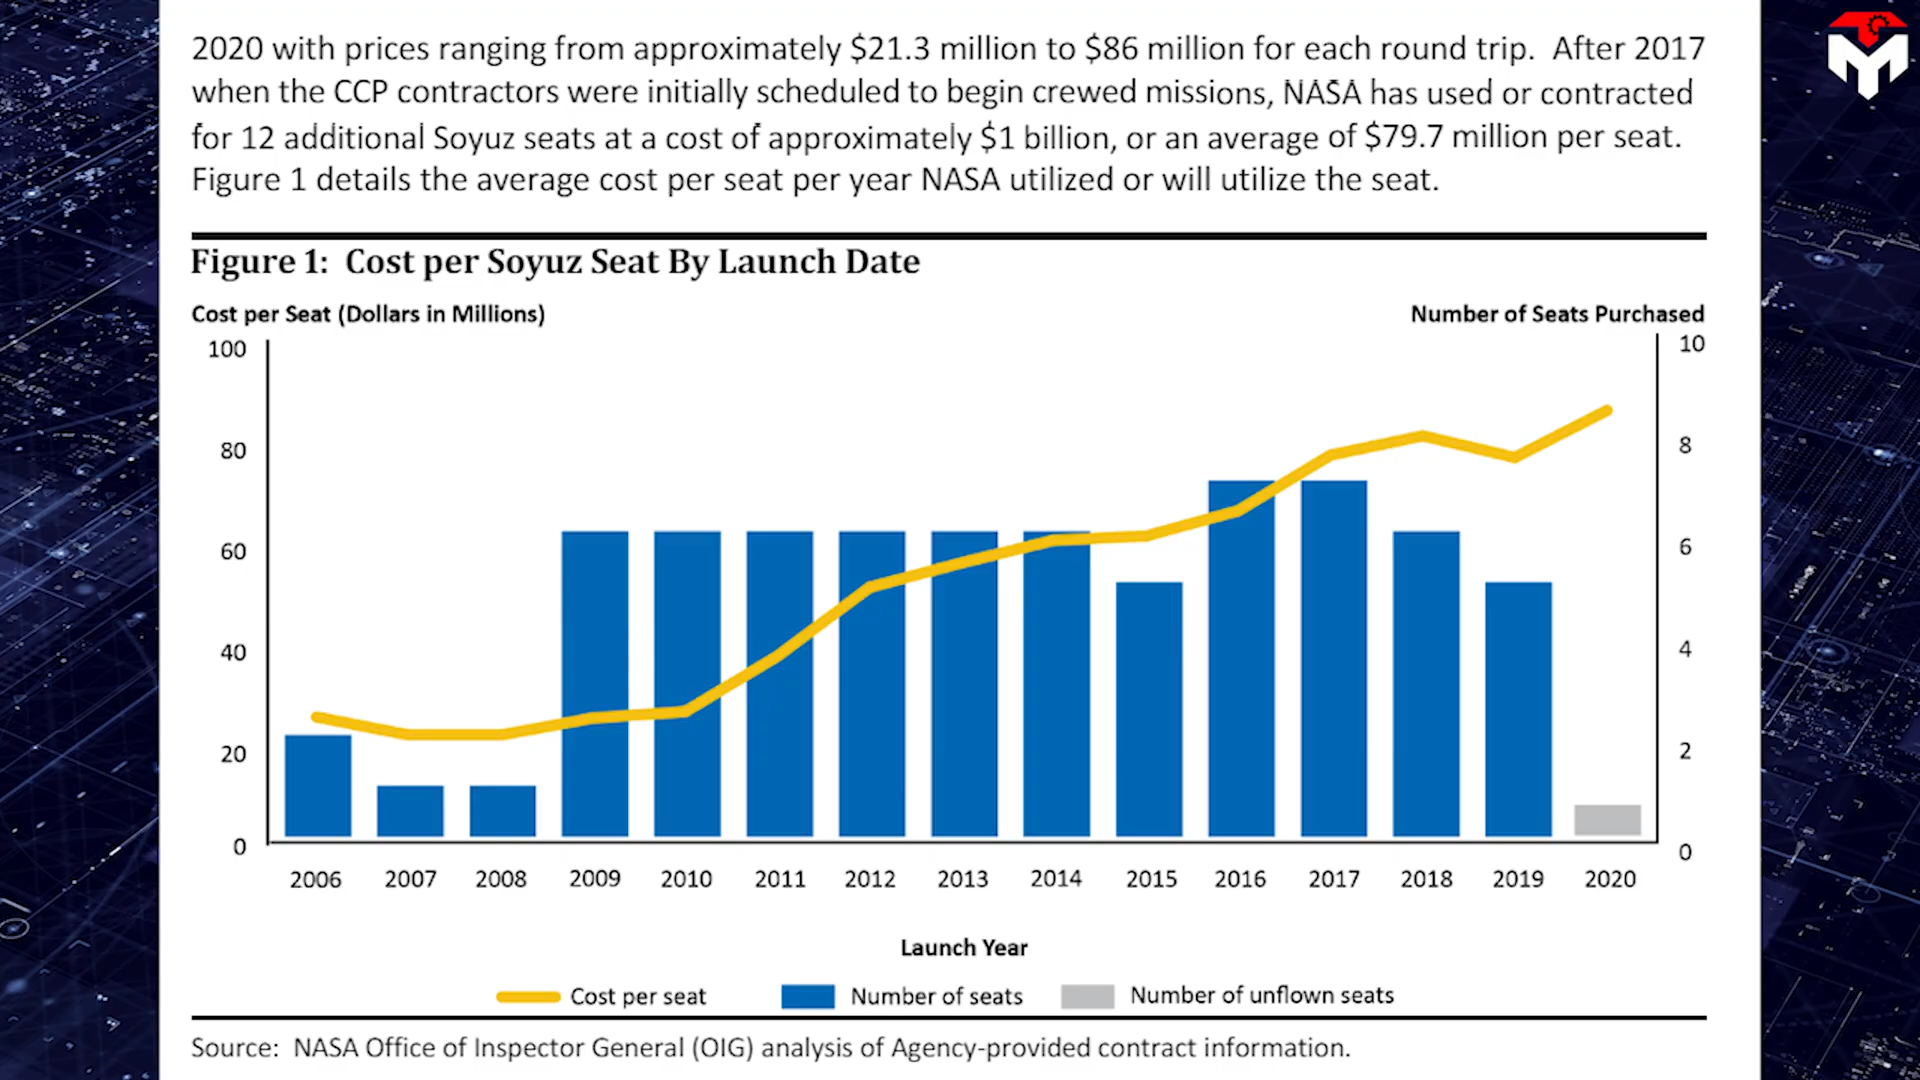 2020 with prices ranging from approximately $21.3 million to $86 million for each round trip. After 2017
when the CCP contractors were initially scheduled to begin crewed missions, NASA has used or contracted
for 12 additional Soyuz seats at a cost of approximately $1 billion, or an average of $79.7 million per seat.
Figure 1 details the average cost per seat per year NASA utilized or will utilize the seat.
Figure 1: Cost per Soyuz Seat By Launch Date
Cost per Seat (Dollars in Millions) Number of Seats Purchased
100 10
80 8
60 6
40 4
20 2
0 0
2006 2007 2008 2009 2010 2011 2012 2013 2014 2015 2016 2017 2018 2019 2020
Launch Year
Cost per seat Number of seats Number of unflown seats
Source: NASA Office of Inspector General (OIG) analysis of Agency-provided contract information.